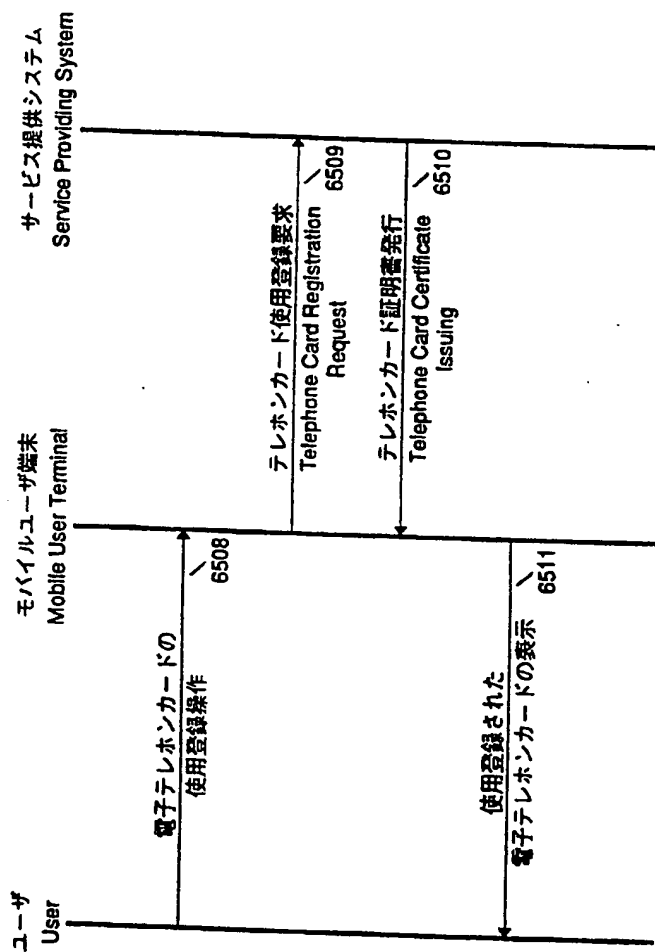 ユーザ
User
モバイルユーザ端末
Mobile User Terminal
サービス提供システム
Service Providing System
電子テレホンカードの
使用登録操作
6508
テレホンカード使用登録要求
Telephone Card Registration
Request
6509
テレホンカード証明書発行
Telephone Card Certificate
Issuing
6510
使用登録された
電子テレホンカードの表示
6511